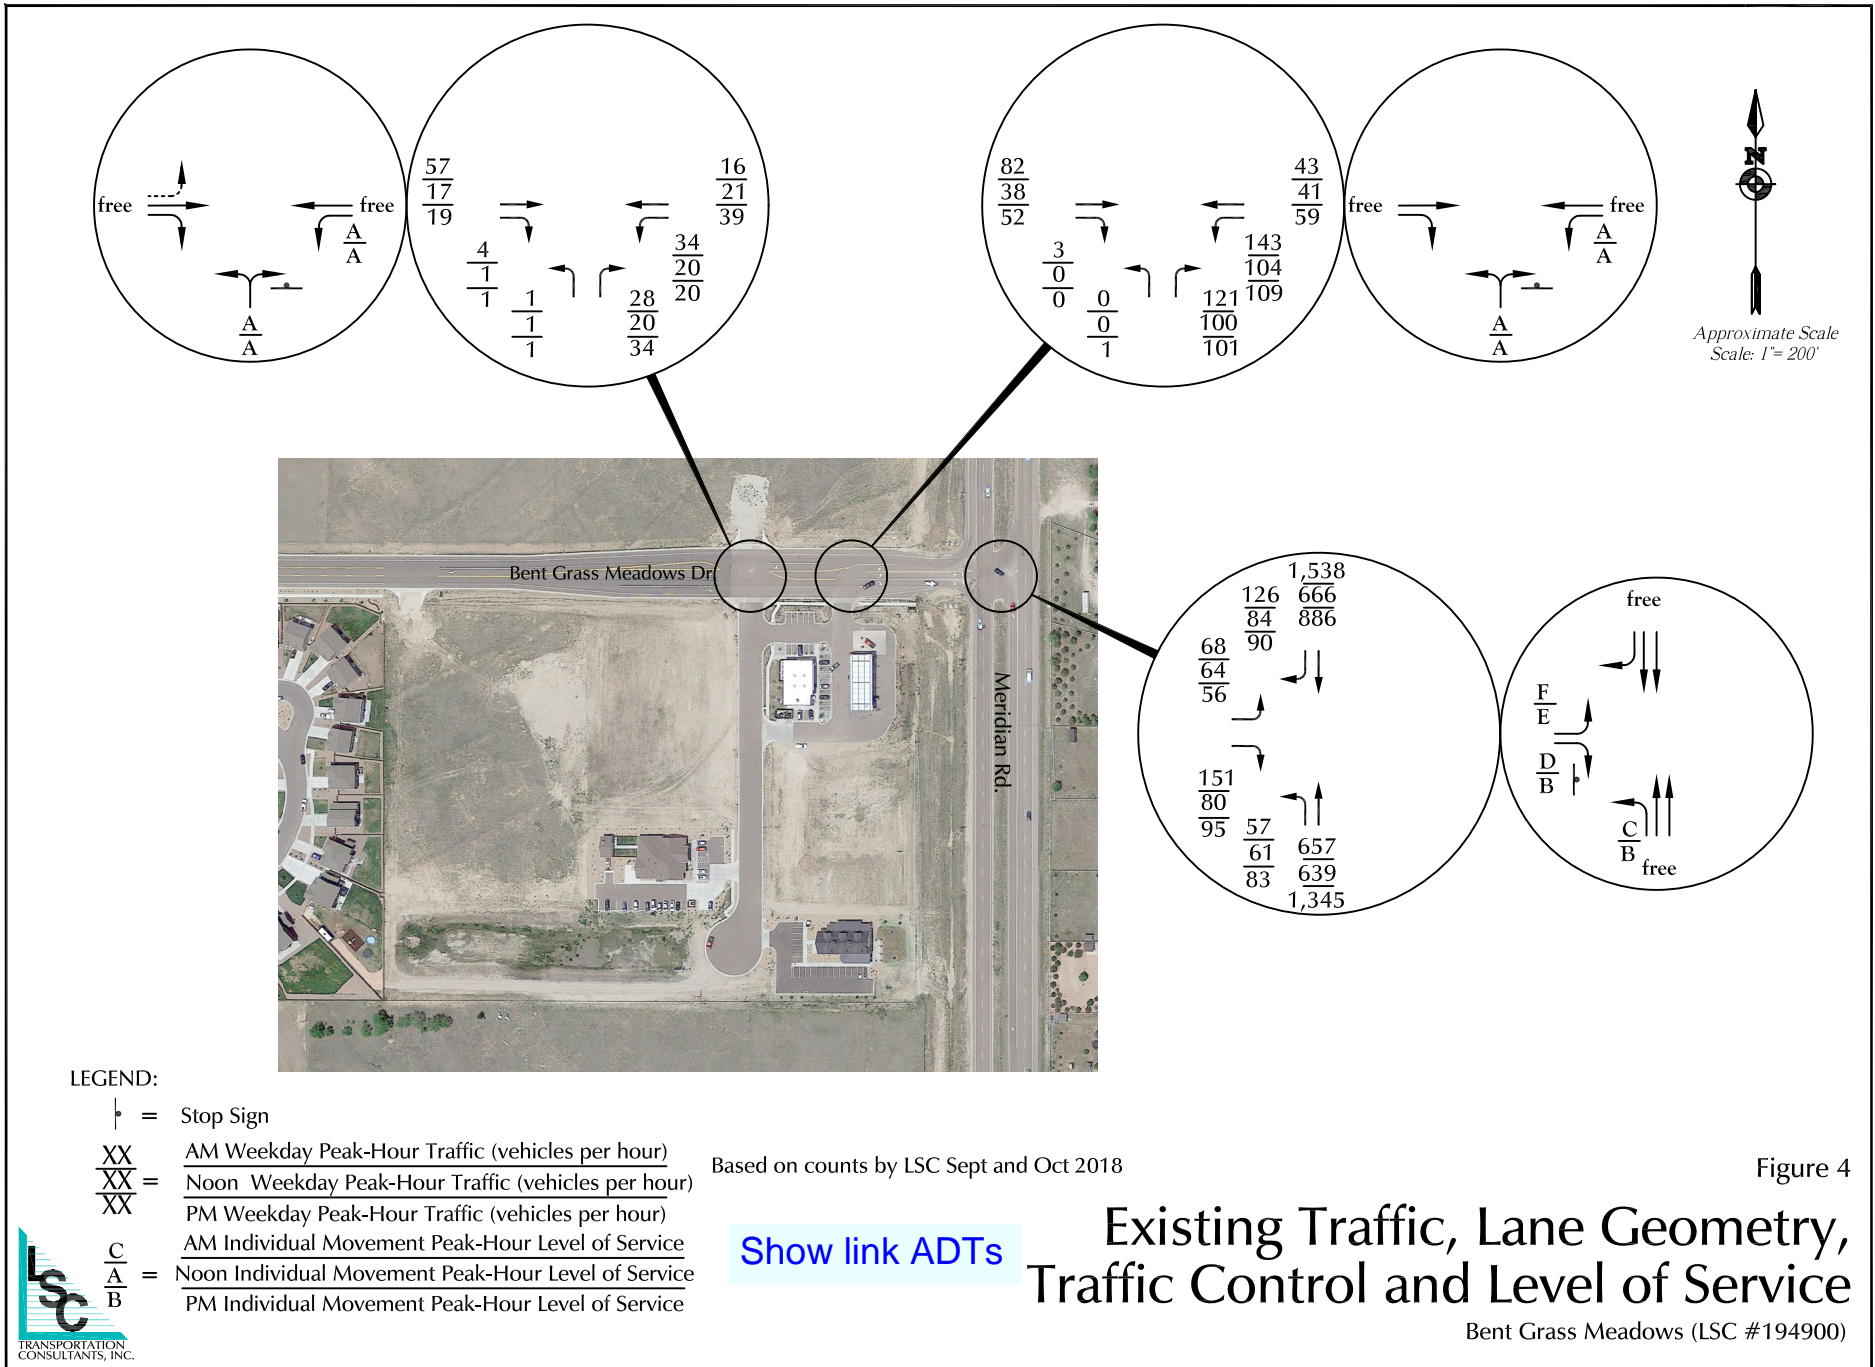 free
free
A
A
A
A
57
17
19
16
21
39
4
1
1
34
20
20
1
1
1
28
20
34
82
38
52
43
41
59
3
0
0
143
104
109
0
0
1
121
100
101
free
free
A
A
A
A
N
Approximate Scale
Scale: 1"= 200'
Bent Grass Meadows Dr.
Meridian Rd.
1,538
666
886
126
84
90
68
64
56
151
80
95
57
61
83
657
639
1,345
free
F
E
D
B
C
B
free
LEGEND:
= Stop Sign
XX
XX =
XX
AM Weekday Peak-Hour Traffic (vehicles per hour)
Noon Weekday Peak-Hour Traffic (vehicles per hour)
PM Weekday Peak-Hour Traffic (vehicles per hour)
C
A =
B
AM Individual Movement Peak-Hour Level of Service
Noon Individual Movement Peak-Hour Level of Service
PM Individual Movement Peak-Hour Level of Service
LSC
TRANSPORTATION
CONSULTANTS, INC.
Based on counts by LSC Sept and Oct 2018
Show link ADTs
Figure 4
Existing Traffic, Lane Geometry,
Traffic Control and Level of Service
Bent Grass Meadows (LSC #194900)